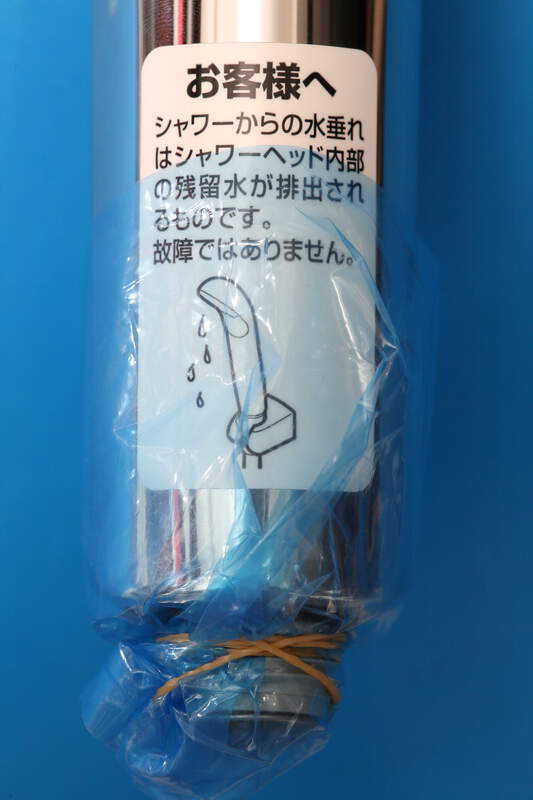 お客様へ
シャワーからの水垂れ
はシャワーヘッド内部
の残留水が排出され
るものです。
故障ではありません。